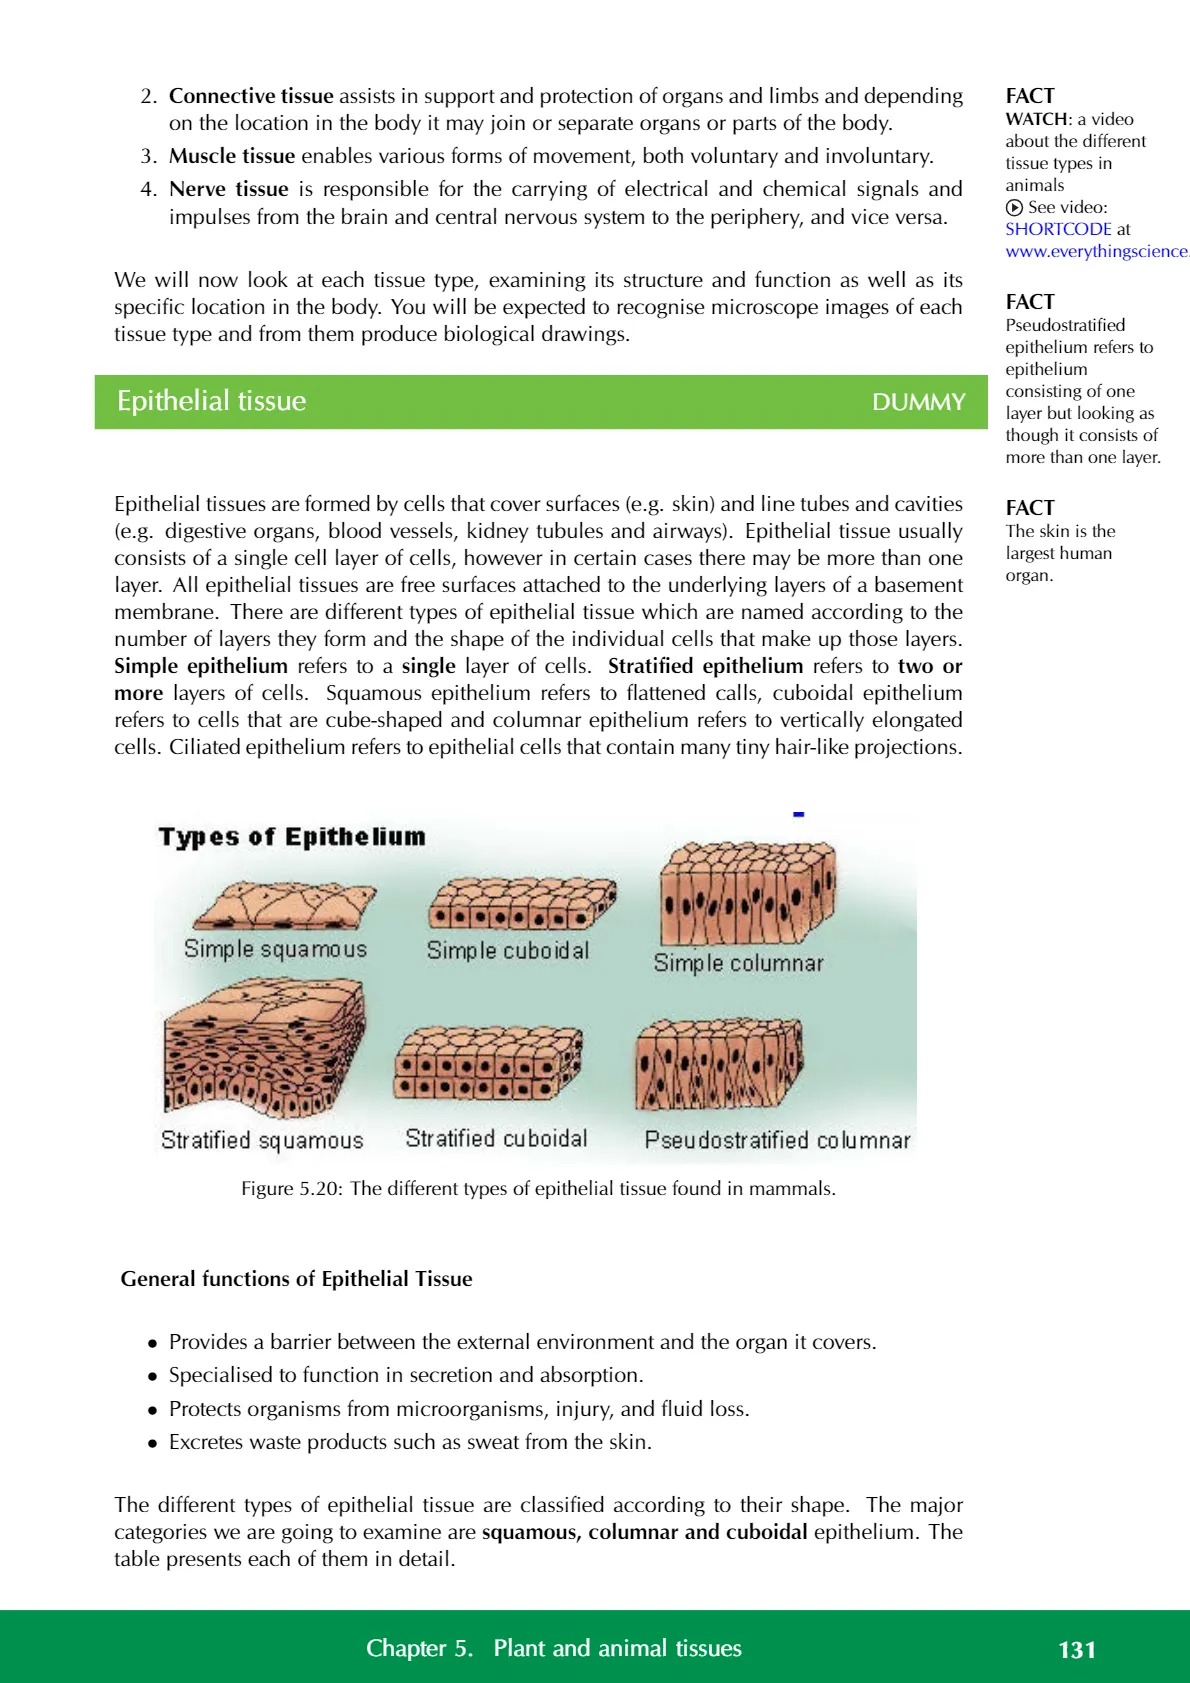 2. Connective tissue assists in support and protection of organs and limbs and depending
on the location in the body it may join or separate organs or parts of the body.
3. Muscle tissue enables various forms of movement, both voluntary and involuntary.
4. Nerve tissue is responsible for the carrying of electrical and chemical signals and
impulses from the brain and central nervous system to the periphery, and vice versa.
We will now look at each tissue type, examining its structure and function as well as its
specific location in the body. You will be expected to recognise microscope images of each
tissue type and from them produce biological drawings.
FACT
WATCH: a video
about the different
tissue types in
animals
See video:
SHORTCODE at
www.everythingscience.
FACT
Pseudostratified
epithelium refers to
epithelium
consisting of one
layer but looking as
though it consists of
more than one layer.
FACT
The skin is the
largest human
organ.
Epithelial tissue DUMMY
Epithelial tissues are formed by cells that cover surfaces (e.g. skin) and line tubes and cavities
(e.g. digestive organs, blood vessels, kidney tubules and airways). Epithelial tissue usually
consists of a single cell layer of cells, however in certain cases there may be more than one
layer. All epithelial tissues are free surfaces attached to the underlying layers of a basement
membrane. There are different types of epithelial tissue which are named according to the
number of layers they form and the shape of the individual cells that make up those layers.
Simple epithelium refers to a single layer of cells. Stratified epithelium refers to two or
more layers of cells. Squamous epithelium refers to flattened calls, cuboidal epithelium
refers to cells that are cube-shaped and columnar epithelium refers to vertically elongated
cells. Ciliated epithelium refers to epithelial cells that contain many tiny hair-like projections.
Types of Epithelium
Simple squamous
Simple cuboidal
Simple columnar
Stratified squamous
Stratified cuboidal
Pseudostratified columnar
Figure 5.20: The different types of epithelial tissue found in mammals.
General functions of Epithelial Tissue
• Provides a barrier between the external environment and the organ it covers.
• Specialised to function in secretion and absorption.
• Protects organisms from microorganisms, injury, and fluid loss.
• Excretes waste products such as sweat from the skin.
The different types of epithelial tissue are classified according to their shape. The major
categories we are going to examine are squamous, columnar and cuboidal epithelium. The
table presents each of them in detail.
Chapter 5. Plant and animal tissues 131